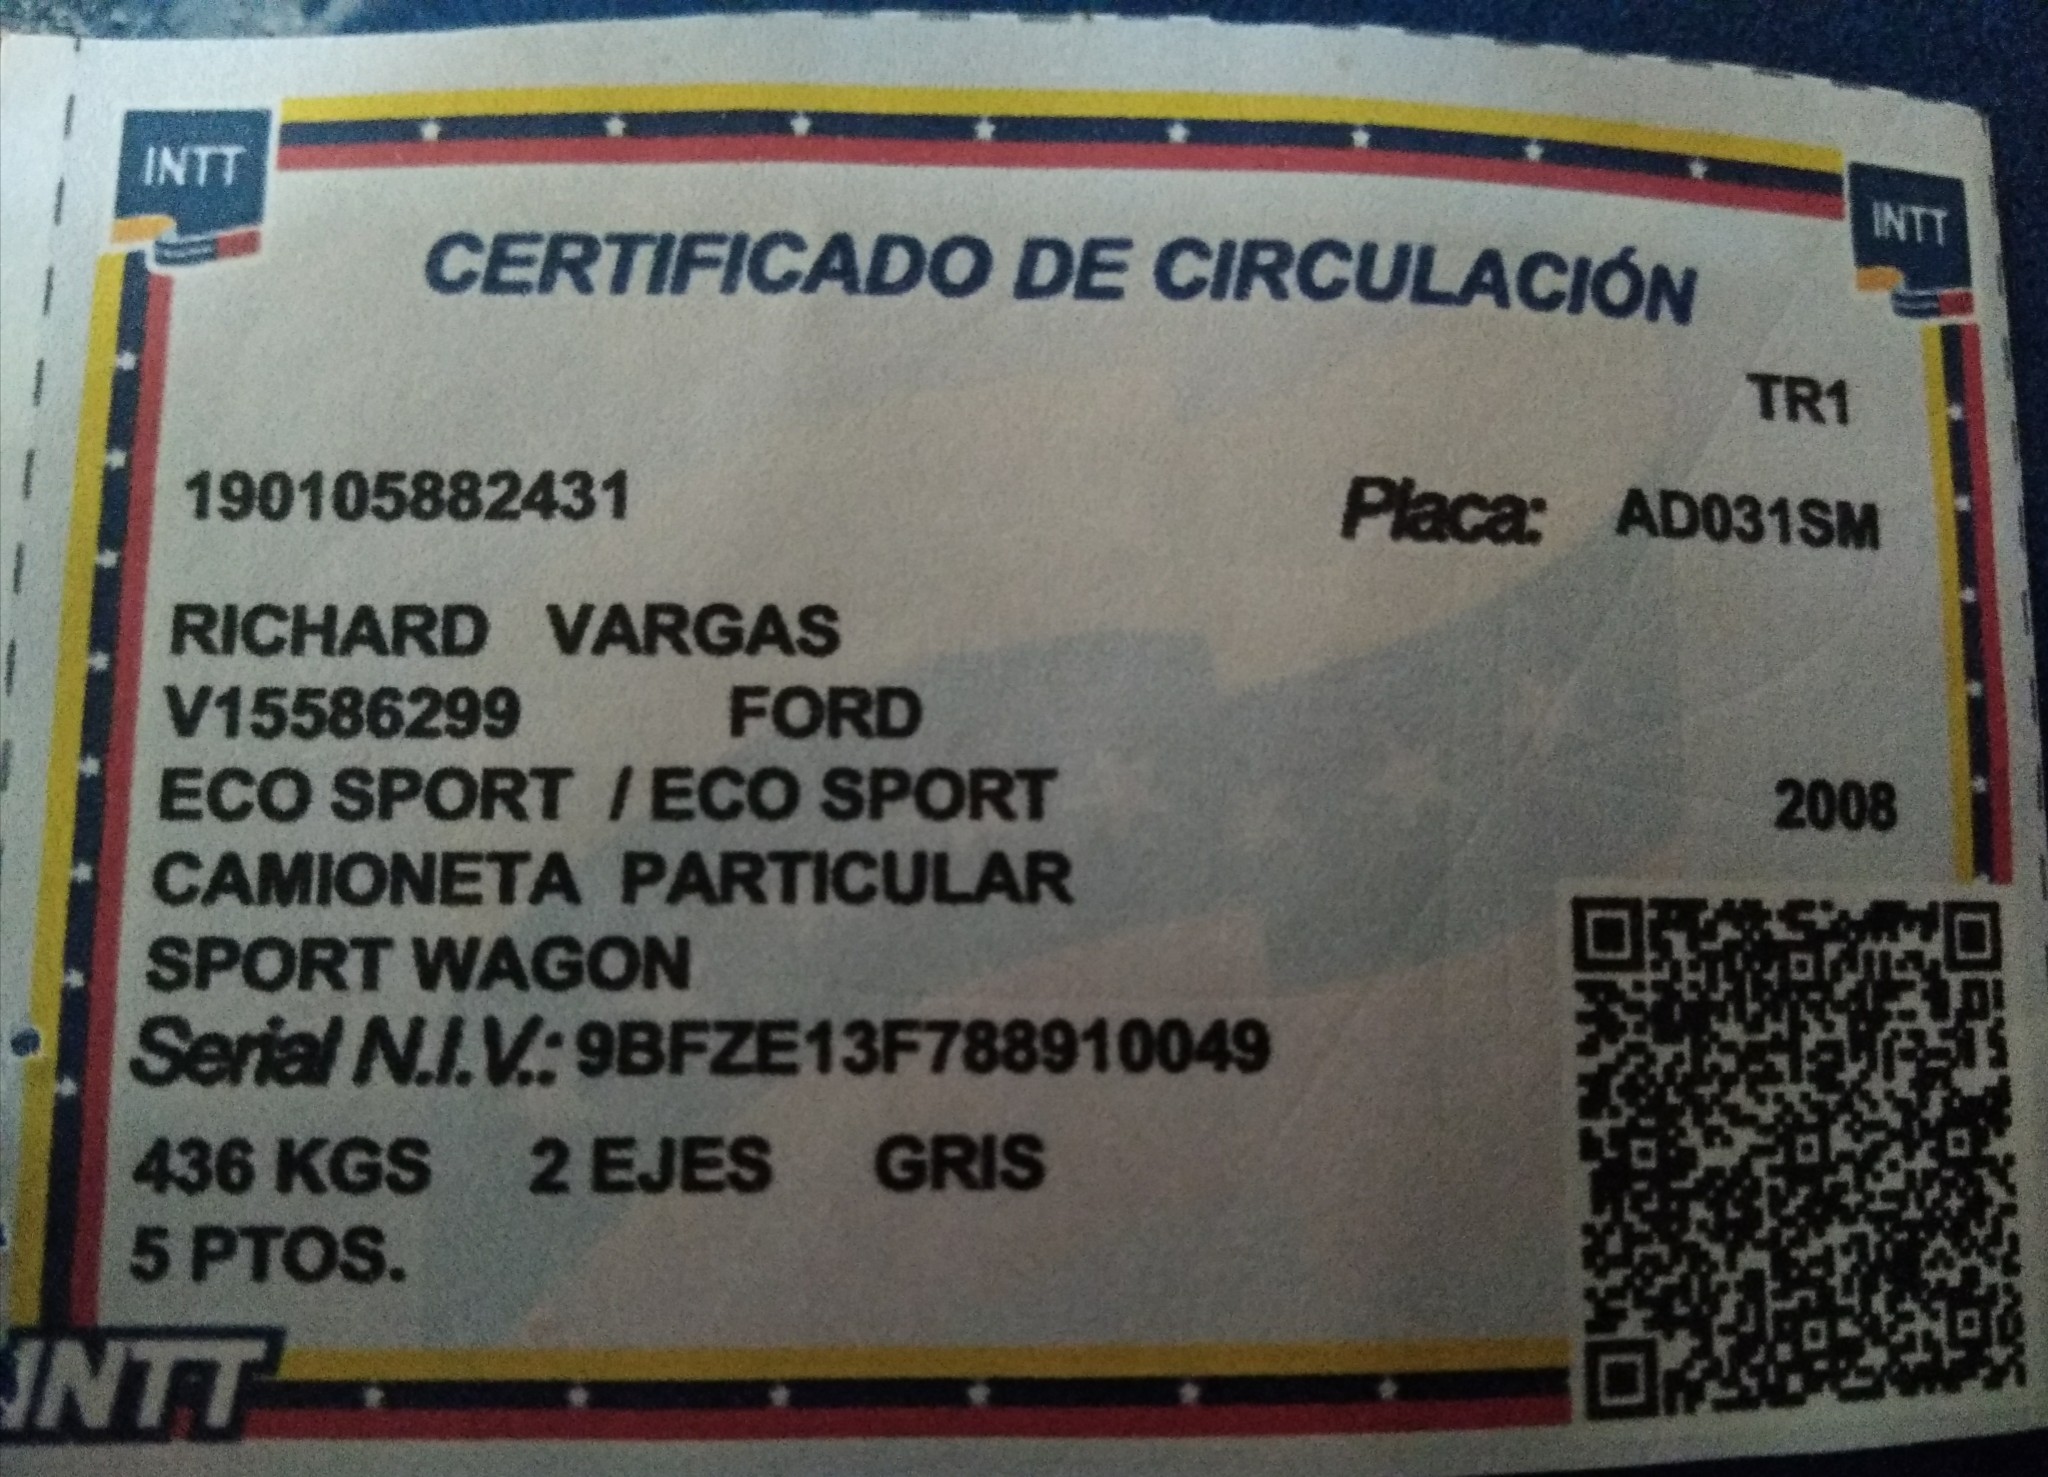 INTT
INTT
CERTIFICADO DE CIRCULACIÓN
TR1
190105882431 Placa: AD031SM
RICHARD VARGAS
V15586299 FORD
ECO SPORT / ECO SPORT 2008
CAMIONETA PARTICULAR
SPORT WAGON
Serial N.I.V.: 9BFZE13F788910049
436 KGS 2 EJES GRIS
5 PTOS.
INTT